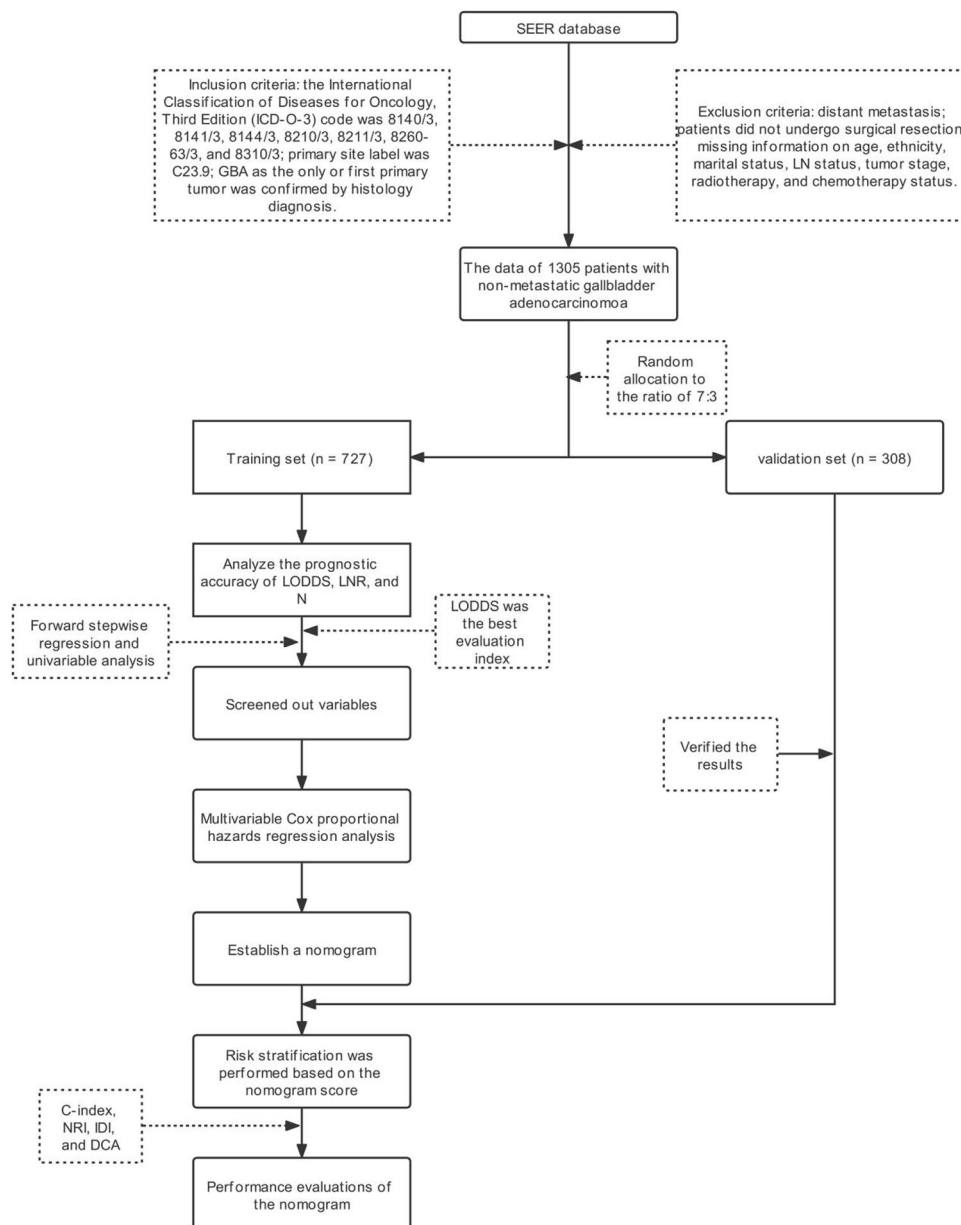 SEER database
Inclusion criteria: the International
Classification of Diseases for Oncology,
Third Edition (ICD-O-3) code was 8140/3,
8141/3, 8144/3, 8210/3, 8211/3, 8260-
63/3, and 8310/3; primary site label was
C23.9; GBA as the only or first primary
tumor was confirmed by histology
diagnosis.
Exclusion criteria: distant metastasis;
patients did not undergo surgical resection
missing information on age, ethnicity,
marital status, LN status, tumor stage,
radiotherapy, and chemotherapy status.
The data of 1305 patients with
non-metastatic gallbladder
adenocarcinomoa
Random
allocation to
the ratio of 7:3
Training set (n = 727)
validation set (n = 308)
Analyze the prognostic
accuracy of LODDS, LNR, and
N
Forward stepwise
regression and
univariable analysis
LODDS was
the best
evaluation
index
Screened out variables
Verified the
results
Multivariable Cox proportional
hazards regression analysis
Establish a nomogram
Risk stratification was
performed based on the
nomogram score
C-index,
NRI, IDI,
and DCA
Performance evaluations of
the nomogram